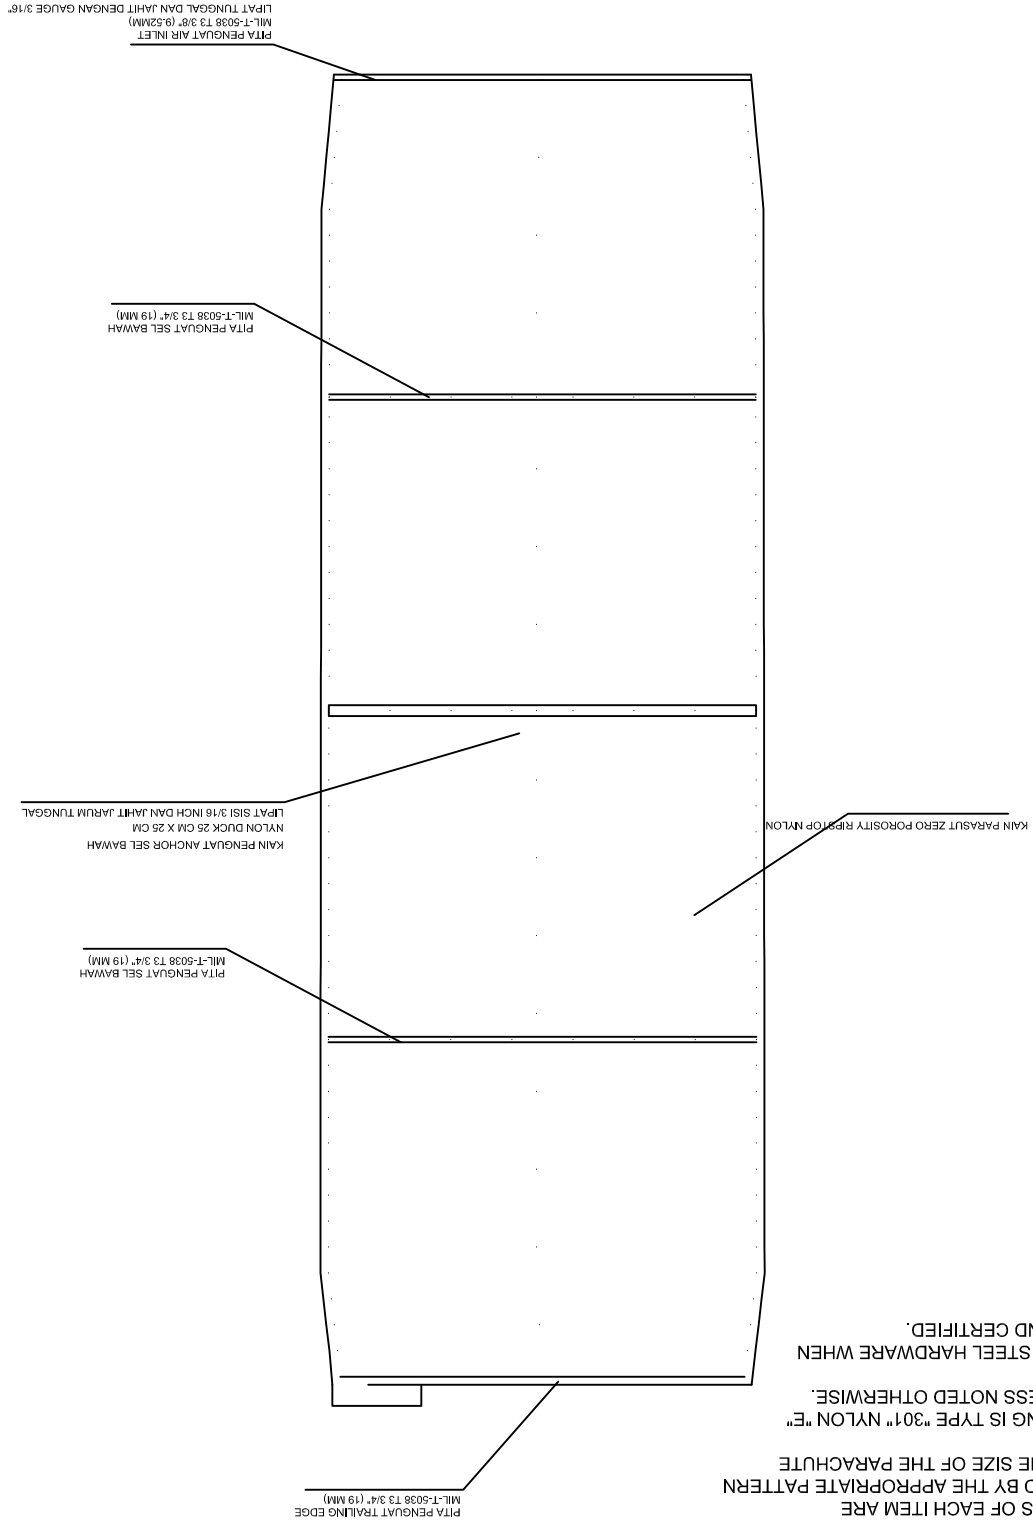 S OF EACH ITEM ARE
D BY THE APPROPRIATE PATTERN
HE SIZE OF THE PARACHUTE
NG IS TYPE "301" NYLON "E"
ESS NOTED OTHERWISE.
STEEL HARDWARE WHEN
ND CERTIFIED.
PITA PENGUAT TRAILING EDGE
MIL-T-5038 T3 3/4" (19 MM)
PITA PENGUAT SEL BAWAH
MIL-T-5038 T3 3/4" (19 MM)
KAIN PARASUT ZERO POROSITY RIPSTOP NYLON
KAIN PENGUAT ANCHOR SEL BAWAH
NYLON DUCK 25 CM X 25 CM
LIPAT SISI 3/16 INCH DAN JAHIT JARUM TUNGGAL
PITA PENGUAT SEL BAWAH
MIL-T-5038 T3 3/4" (19 MM)
PITA PENGUAT AIR INLET
MIL-T-5038 T3 3/8" (9.52MM)
LIPAT TUNGGAL DAN JAHIT DENGAN GAUGE 3/16"